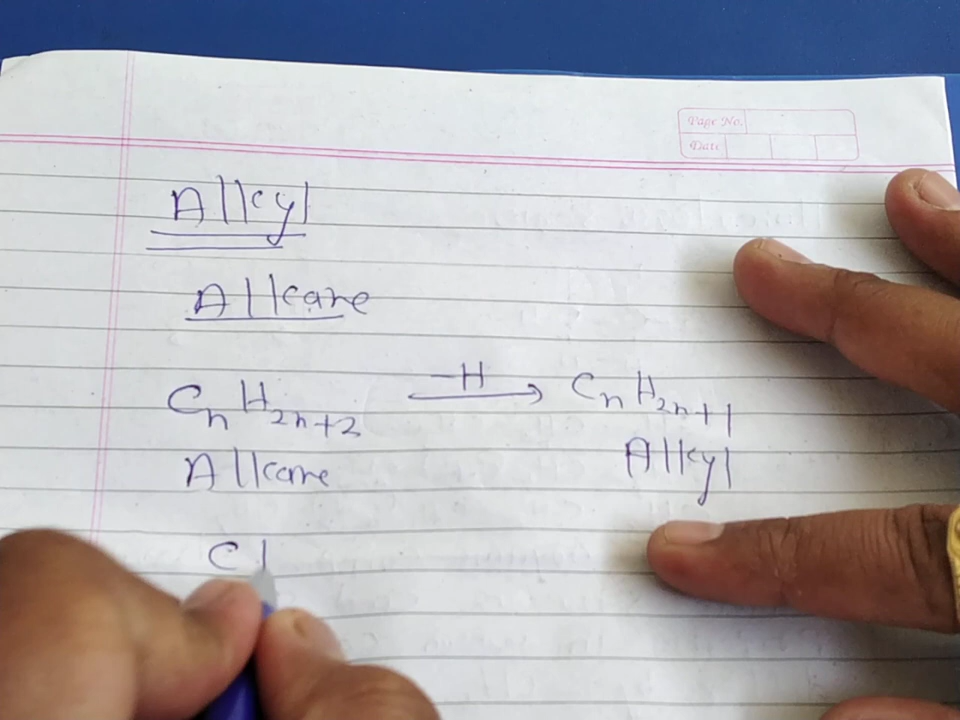 Page No.
Date
Alkyl
Alkane
CnH2n+2 -H → CnH2n+1
Alkane Alkyl
C